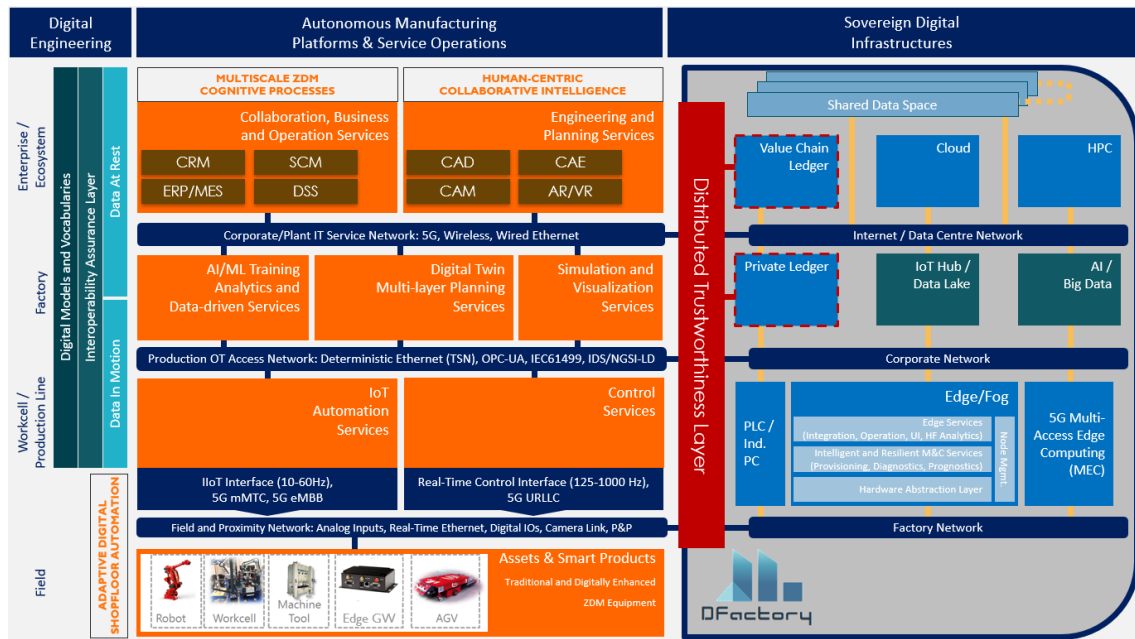 Digital
Engineering
Autonomous Manufacturing
Platforms & Service Operations
Sovereign Digital
Infrastructures
Enterprise /
Ecosystem
Factory
Workcell /
Production Line
Field
Digital Models and Vocabularies
Interoperability Assurance Layer
Data At Rest
Data In Motion
ADAPTIVE DIGITAL
SHOPFLOOR AUTOMATION
MULTISCALE ZDM
COGNITIVE PROCESSES
HUMAN-CENTRIC
COLLABORATIVE INTELLIGENCE
Collaboration, Business
and Operation Services
CRM
SCM
ERP/MES
DSS
Engineering and
Planning Services
CAD
CAE
CAM
AR/VR
Corporate/Plant IT Service Network: 5G, Wireless, Wired Ethernet
AI/ML Training
Analytics and
Data-driven Services
Digital Twin
Multi-layer Planning
Services
Simulation and
Visualization
Services
Production OT Access Network: Deterministic Ethernet (TSN), OPC-UA, IEC61499, IDS/NGSI-LD
IoT
Automation
Services
Control
Services
IIoT Interface (10-60Hz),
5G mMTC, 5G eMBB
Real-Time Control Interface (125-1000 Hz),
5G URLLC
Field and Proximity Network: Analog Inputs, Real-Time Ethernet, Digital IOs, Camera Link, P&P
Assets & Smart Products
Traditional and Digitally Enhanced
ZDM Equipment
Robot
Workcell
Machine
Tool
Edge GW
AGV
Distributed Trustworthiness Layer
Shared Data Space
Value Chain
Ledger
Cloud
HPC
Internet / Data Centre Network
Private Ledger
IoT Hub /
Data Lake
AI /
Big Data
Corporate Network
PLC /
Ind.
PC
Edge/Fog
Edge Services
(Integration, Operation, UI, HF Analytics)
Intelligent and Resilient M&C Services
(Provisioning, Diagnostics, Prognostics)
Hardware Abstraction Layer
Node Mgmt.
5G Multi-
Access Edge
Computing
(MEC)
Factory Network
DFactory